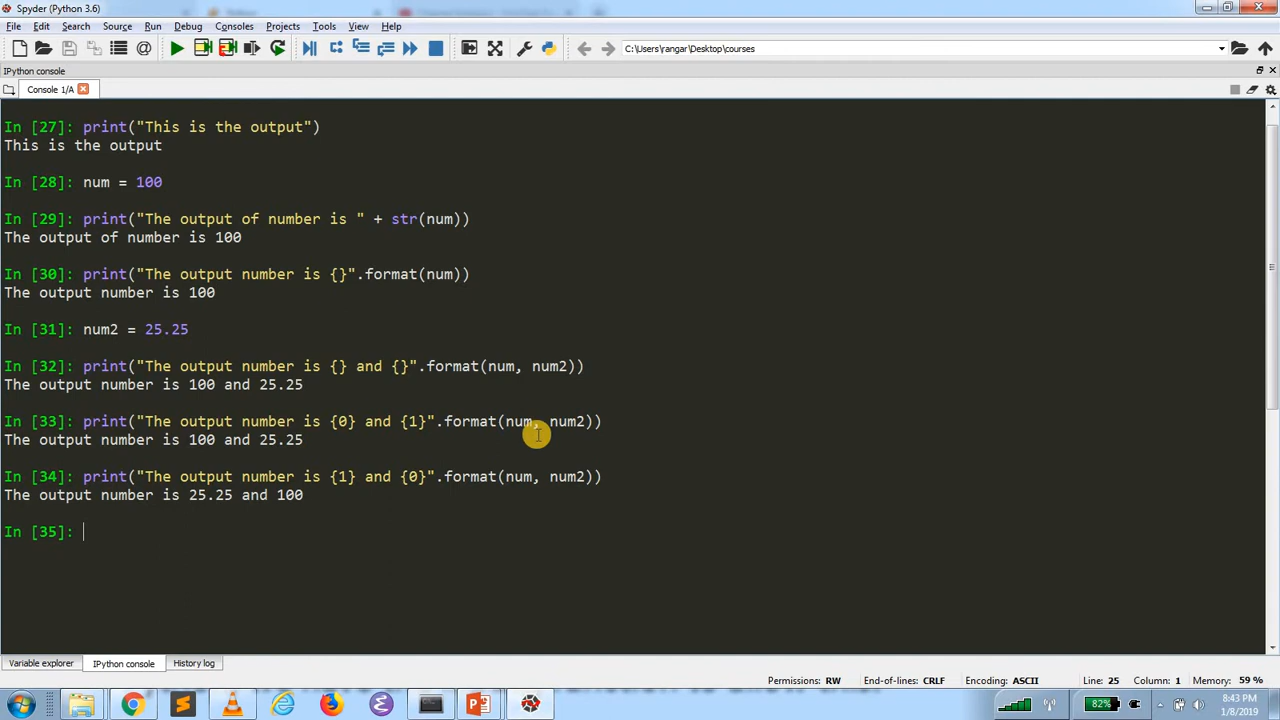 Spyder (Python 3.6)
File Edit Search Source Run Debug Consoles Projects Tools View Help
C:\Users\rangar\Desktop\courses
IPython console
Console 1/A
In [27]: print("This is the output")
This is the output
In [28]: num = 100
In [29]: print("The output of number is " + str(num))
The output of number is 100
In [30]: print("The output number is {}".format(num))
The output number is 100
In [31]: num2 = 25.25
In [32]: print("The output number is {} and {}".format(num, num2))
The output number is 100 and 25.25
In [33]: print("The output number is {0} and {1}".format(num, num2))
The output number is 100 and 25.25
In [34]: print("The output number is {1} and {0}".format(num, num2))
The output number is 25.25 and 100
In [35]:
Variable explorer IPython console History log
Permissions: RW End-of-lines: CRLF Encoding: ASCII Line: 25 Column: 1 Memory: 59 %
82% 8:43 PM
1/8/2019